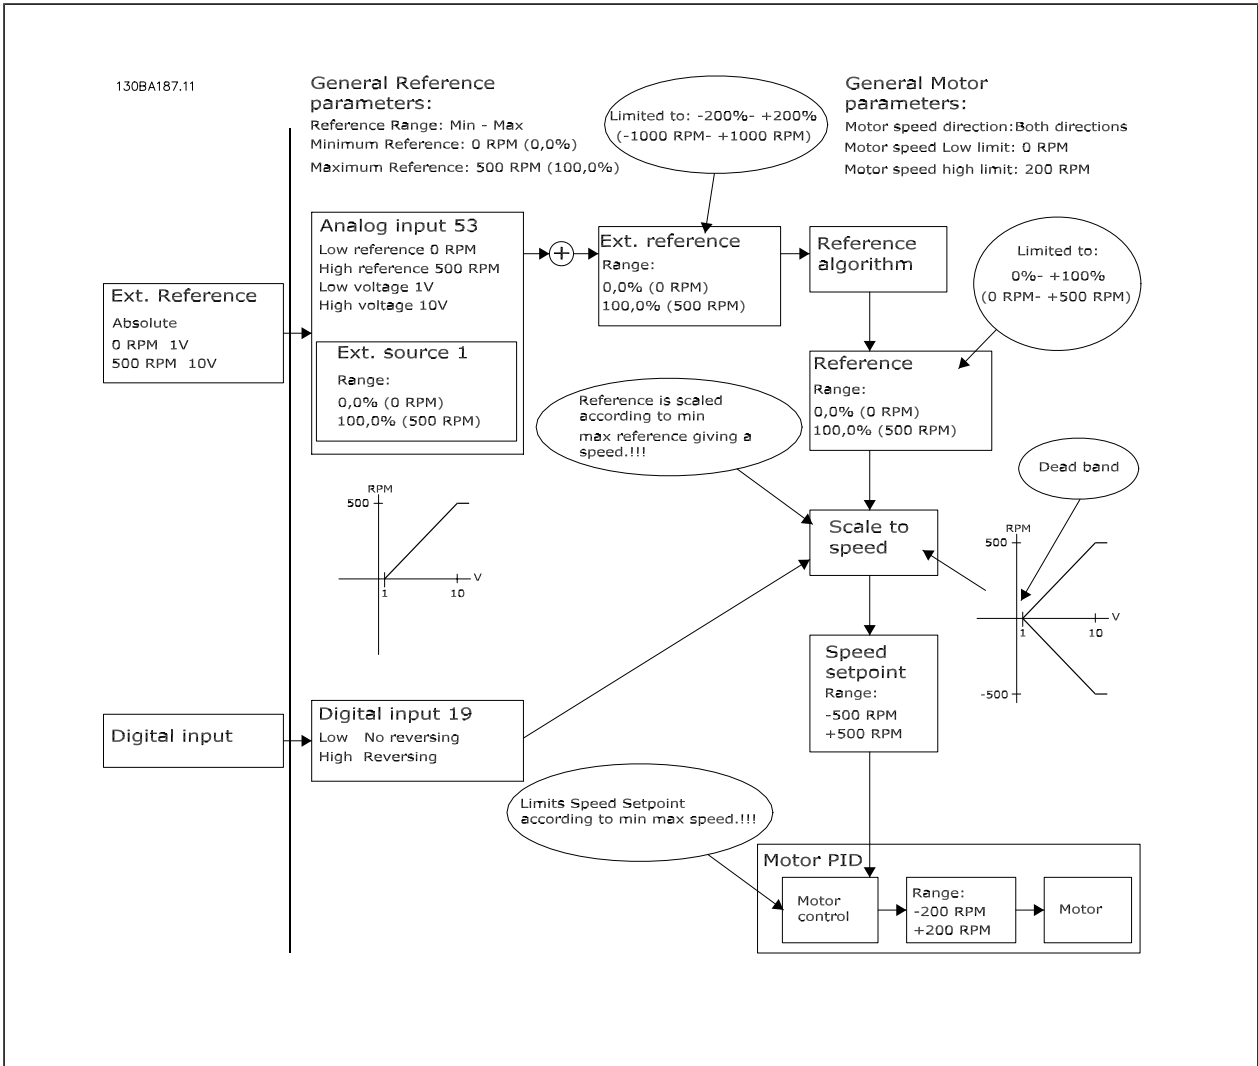 130BA187.11
General Reference
parameters:
Reference Range: Min - Max
Minimum Reference: 0 RPM (0,0%)
Maximum Reference: 500 RPM (100,0%)
Limited to: -200%- +200%
(-1000 RPM- +1000 RPM)
General Motor
parameters:
Motor speed direction:Both directions
Motor speed Low limit: 0 RPM
Motor speed high limit: 200 RPM
Ext. Reference
Absolute
0 RPM 1V
500 RPM 10V
Analog input 53
Low reference 0 RPM
High reference 500 RPM
Low voltage 1V
High voltage 10V
Ext. source 1
Range:
0,0% (0 RPM)
100,0% (500 RPM)
+
Ext. reference
Range:
0,0% (0 RPM)
100,0% (500 RPM)
Reference
algorithm
Limited to:
0%- +100%
(0 RPM- +500 RPM)
Reference
Range:
0,0% (0 RPM)
100,0% (500 RPM)
Reference is scaled
according to min
max reference giving a
speed.!!!
Dead band
RPM
500
V
1
10
Scale to
speed
RPM
500
V
1
10
-500
Speed
setpoint
Range:
-500 RPM
+500 RPM
Digital input
Digital input 19
Low No reversing
High Reversing
Limits Speed Setpoint
according to min max speed.!!!
Motor PID
Motor
control
Range:
-200 RPM
+200 RPM
Motor